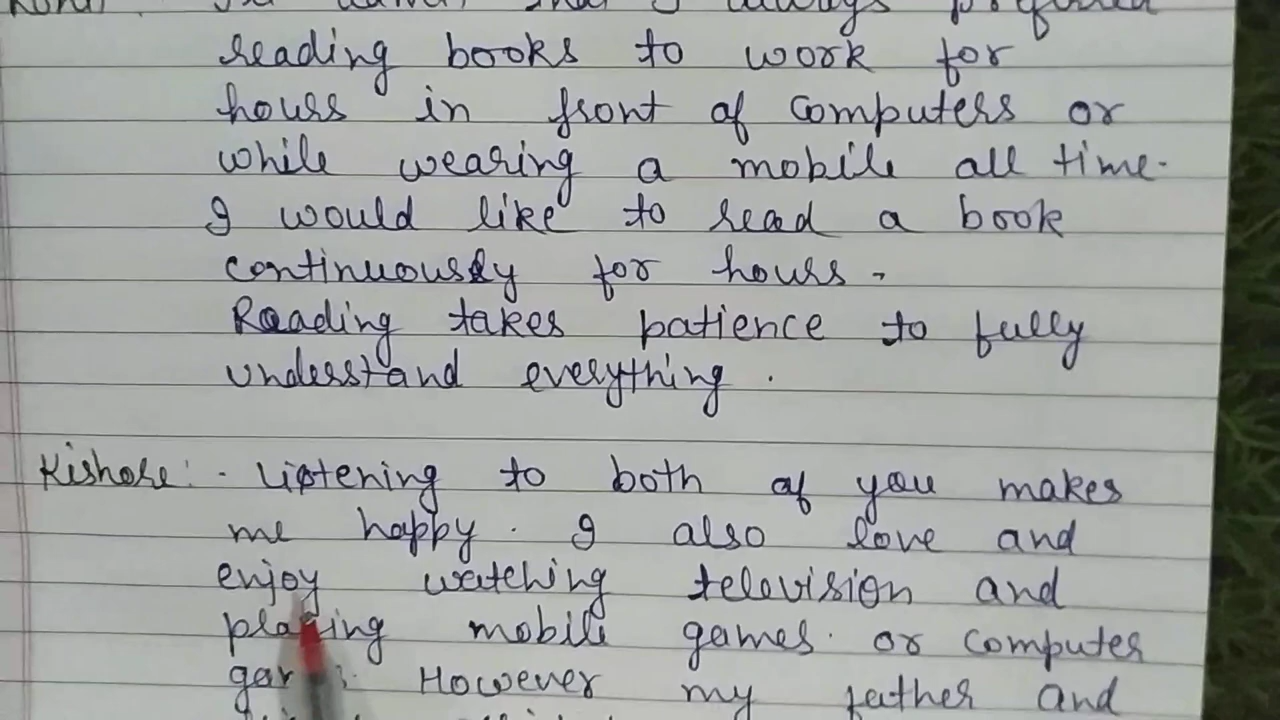 that I always
reading books to work for
hours in front of computers or
while wearing a mobile all time.
I would like to read a book
continuously for hours -
Reading takes patience to fully
understand everything.
Kishore:- Listening to both of you makes
me happy. I also love and
enjoy watching television and
playing mobile games. or computer
However my father and